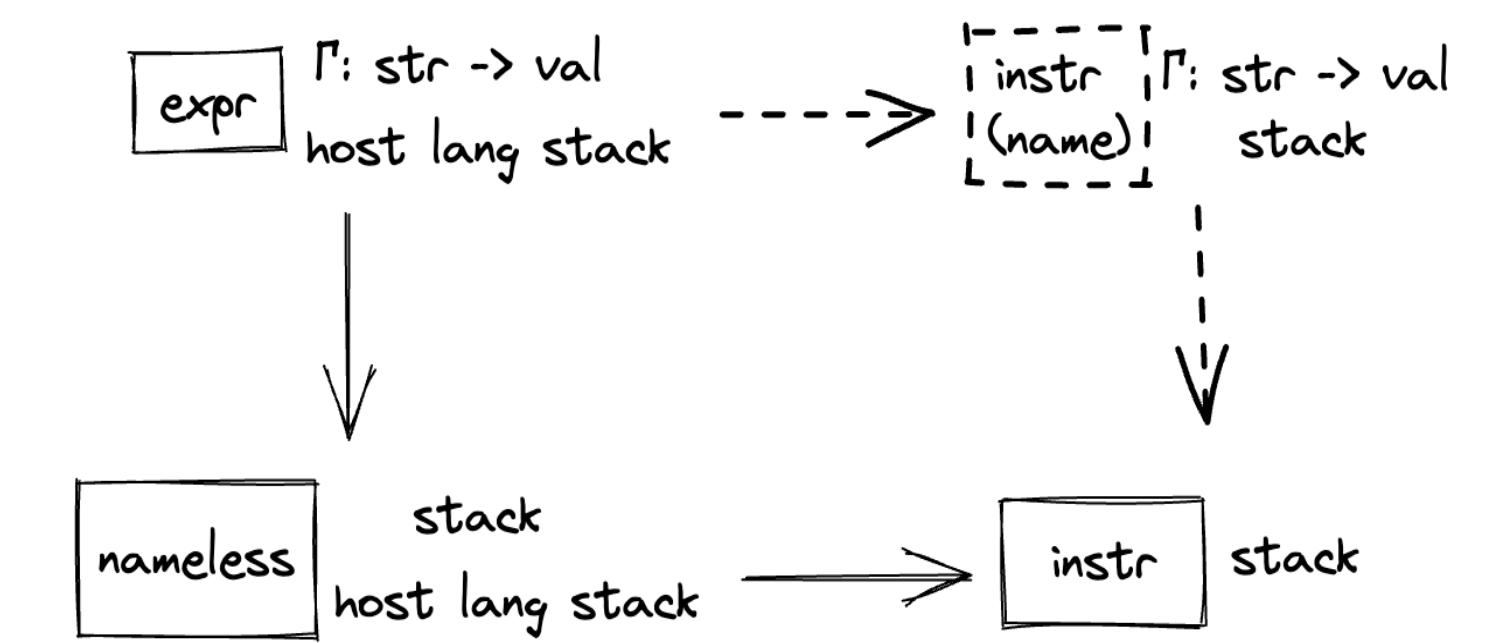 expr
Γ: str -> val
host lang stack
instr
(name)
Γ: str -> val
stack
nameless
stack
host lang stack
instr
stack